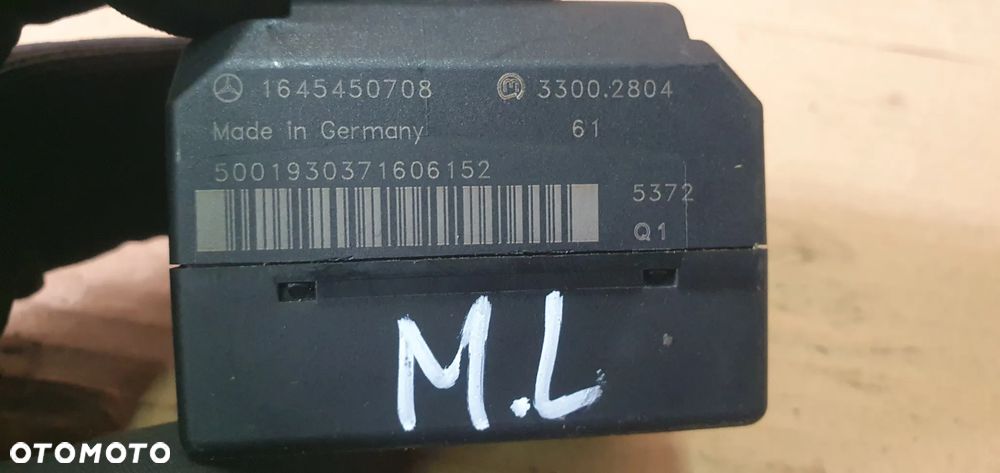 1645450708 3300.2804
Made in Germany 61
5001930371606152
5372
Q1
M.L
OTOMOTO